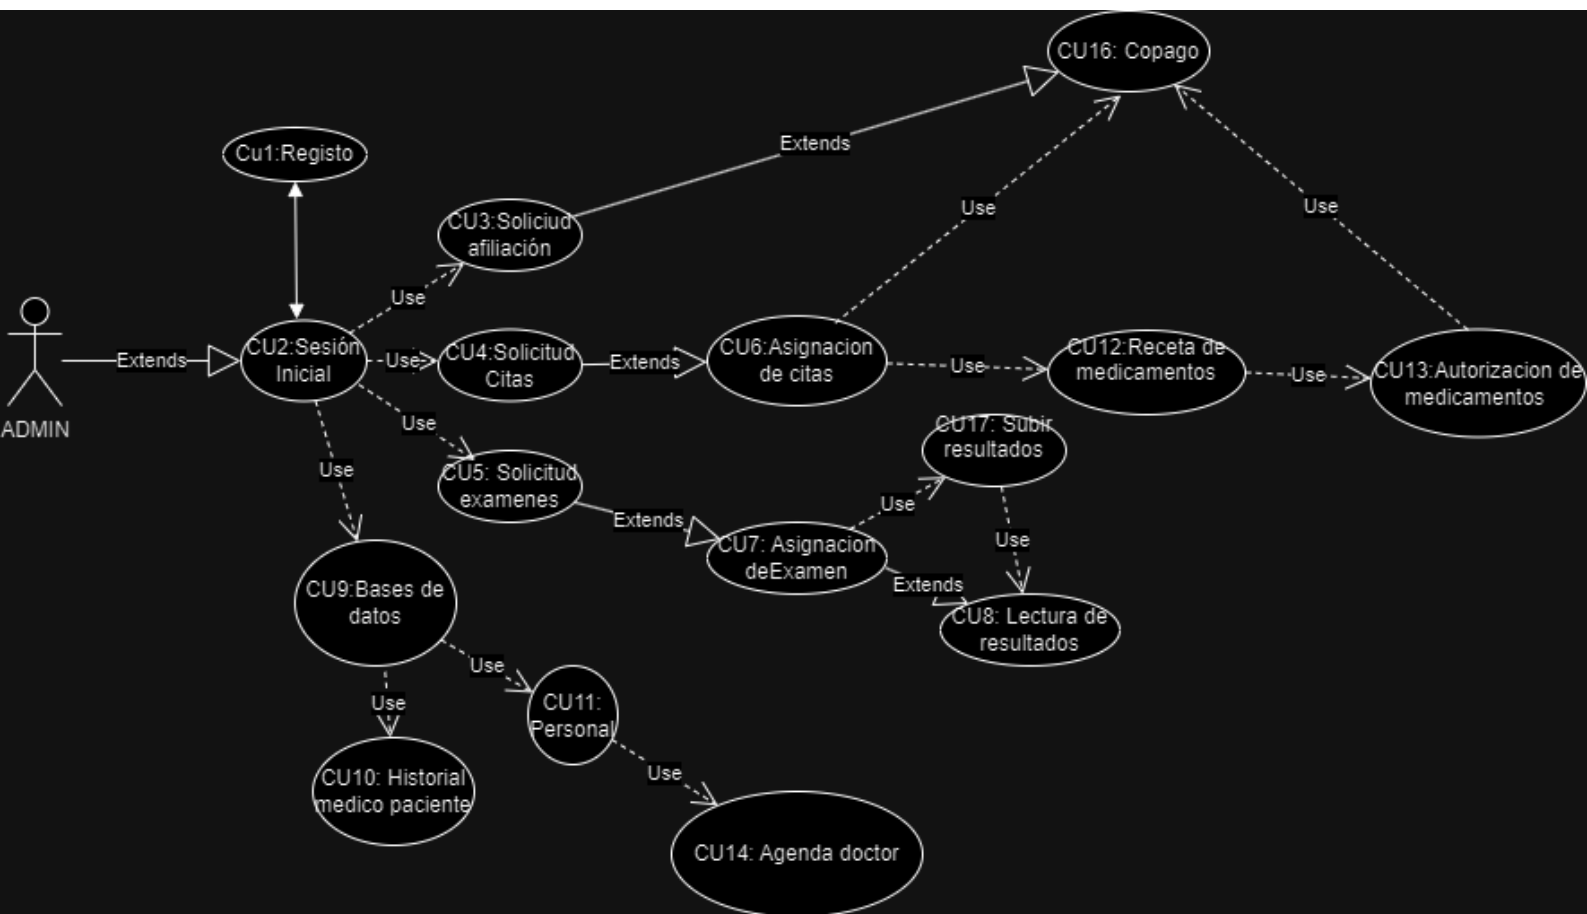 CU16: Copago
Extends
Cu1:Registo
CU3:Soliciud
afiliación
Use
Use
Use
ADMIN
Extends
CU2:Sesión
Inicial
Use
CU4:Solicitud
Citas
Extends
CU6:Asignacion
de citas
Use
CU12:Receta de
medicamentos
Use
CU13:Autorizacion de
medicamentos
Use
CU5: Solicitud
examenes
Extends
CU7: Asignacion
deExamen
Use
CU17: Subir
resultados
Use
Extends
CU8: Lectura de
resultados
Use
CU9:Bases de
datos
Use
CU11:
Personal
Use
CU10: Historial
medico paciente
Use
CU14: Agenda doctor